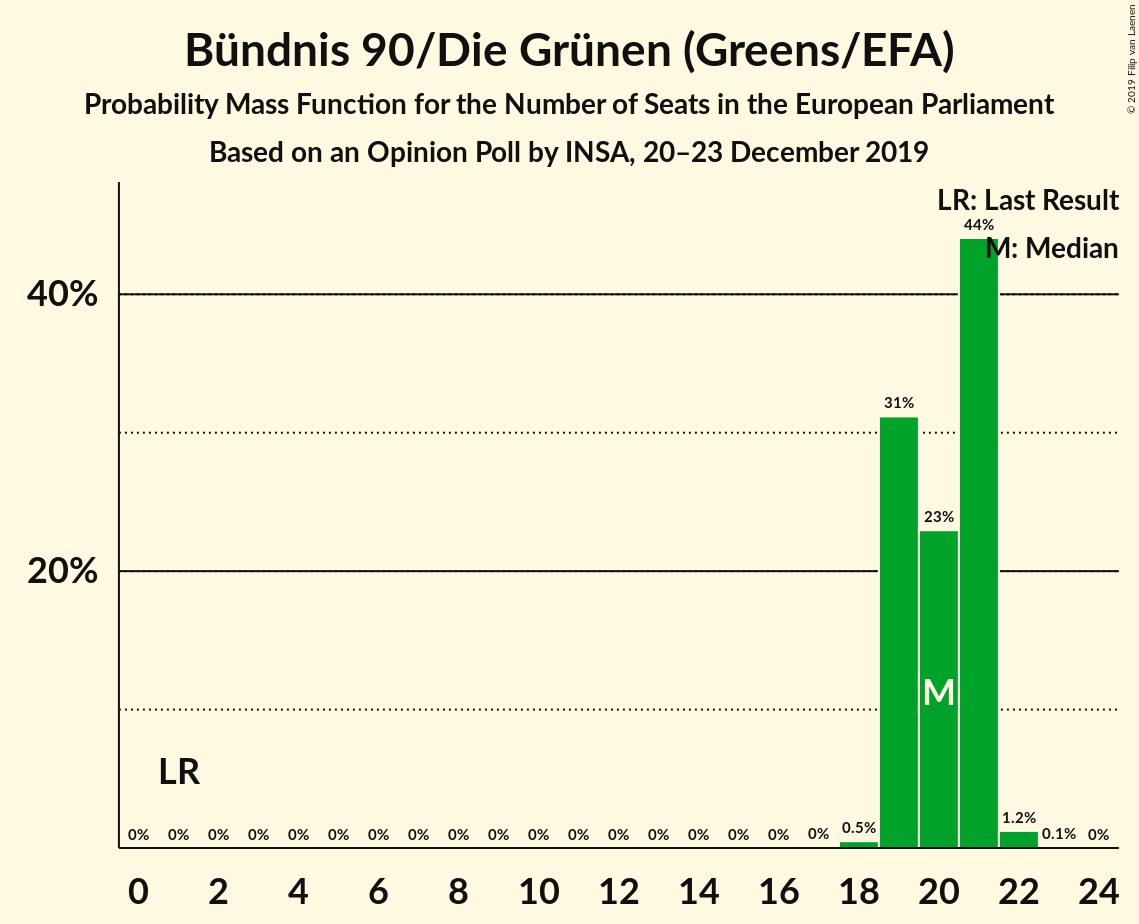 Bündnis 90/Die Grünen (Greens/EFA)
Probability Mass Function for the Number of Seats in the European Parliament
Based on an Opinion Poll by INSA, 20–23 December 2019
© 2019 Filip van Laenen
LR: Last Result
M: Median
44%
40%
31%
23%
20%
M
LR
0% 0% 0% 0% 0% 0% 0% 0% 0% 0% 0% 0% 0% 0% 0% 0% 0% 0% 0.5% 1.2% 0.1% 0%
0 2 4 6 8 10 12 14 16 18 20 22 24